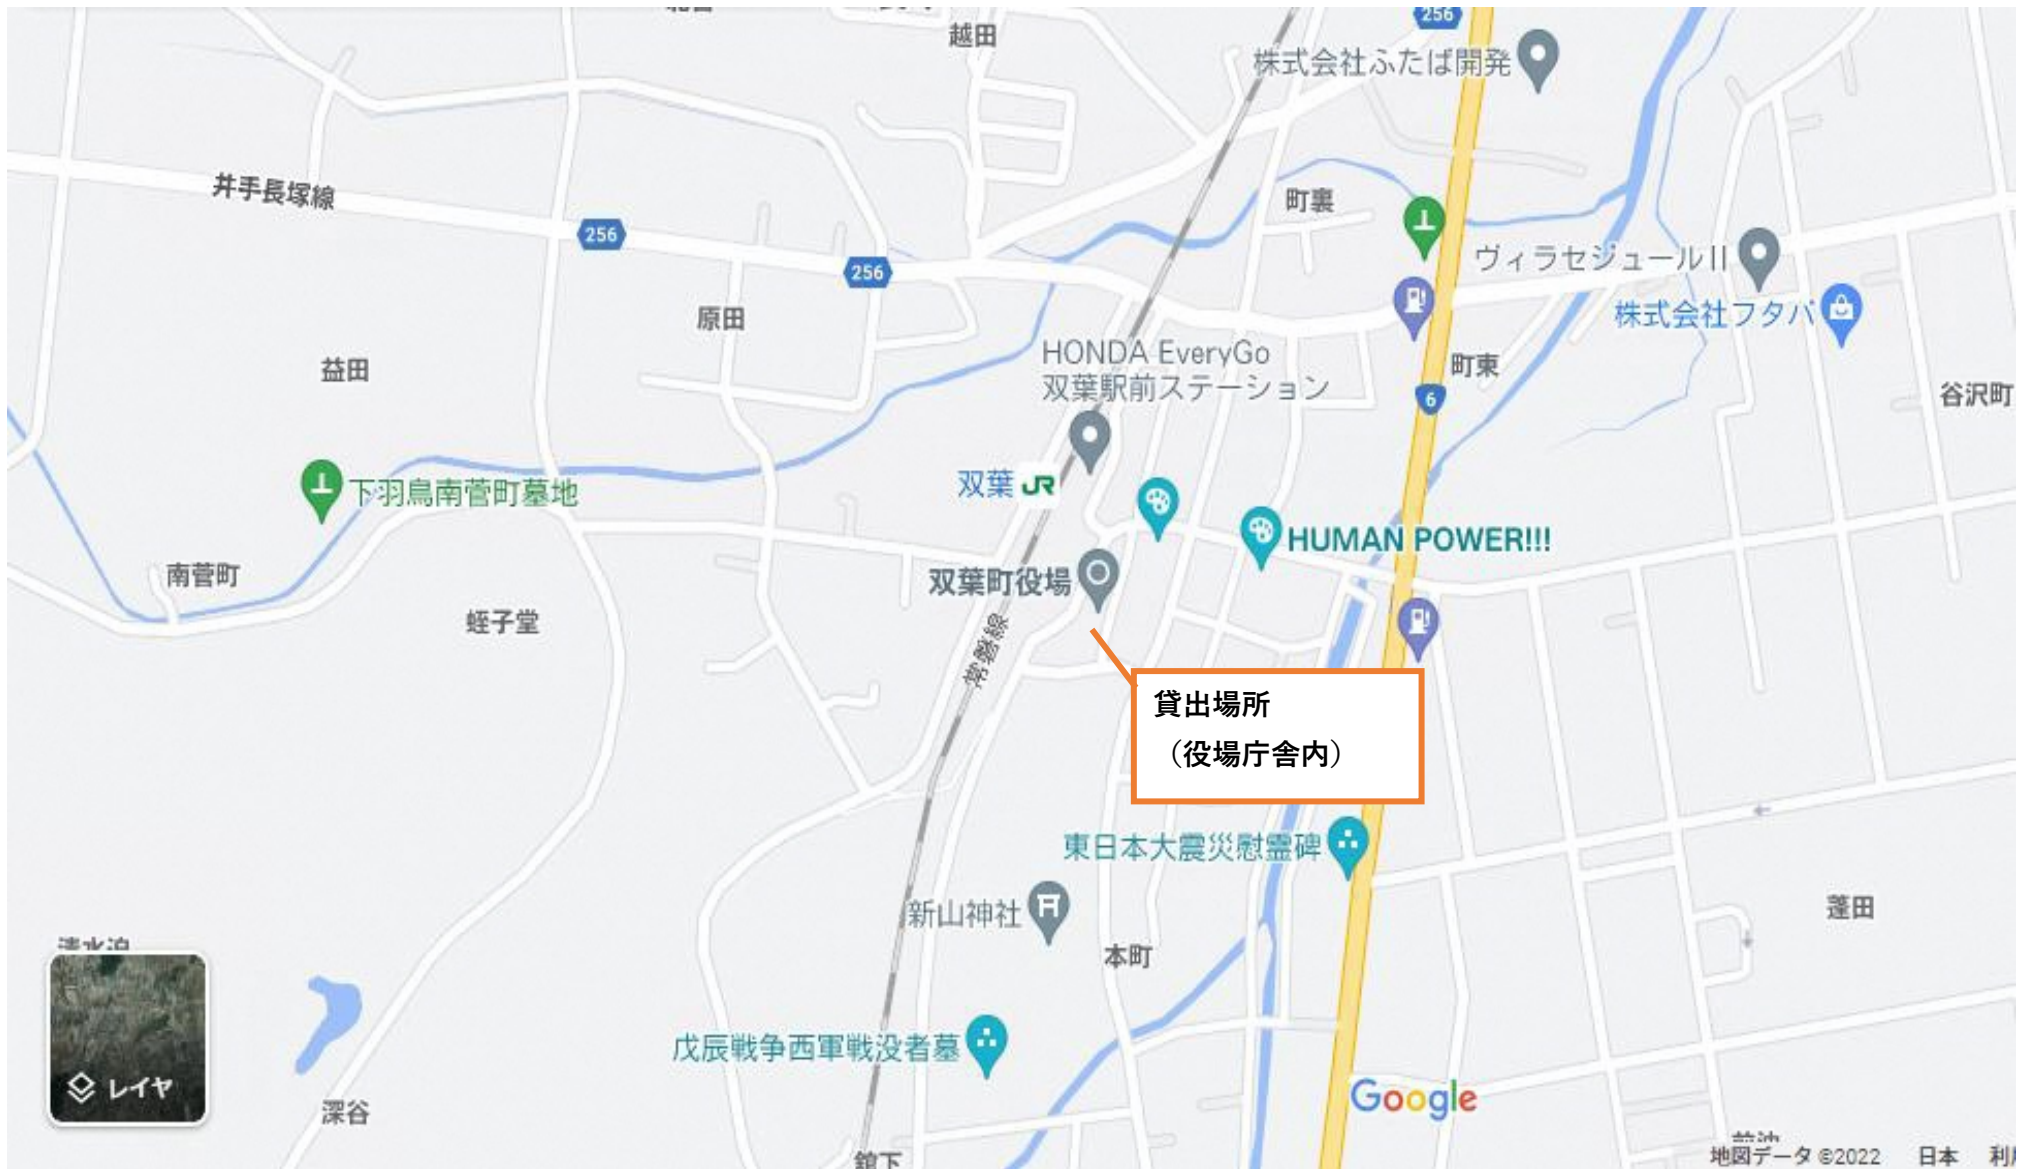 越田
256
株式会社ふたば開発
井手長塚線
256
256
町裏
ヴィラセジュールII
株式会社フタバ
原田
益田
HONDA EveryGo
双葉駅前ステーション
町東
6
谷沢町
双葉 JR
下羽鳥南菅町墓地
HUMAN POWER!!!
南菅町
双葉町役場
蛭子堂
常磐線
貸出場所
（役場庁舎内）
東日本大震災慰霊碑
新山神社
蓬田
本町
戊辰戦争西軍戦没者墓
レイヤ
深谷
Google
舘下
地図データ ©2022 日本